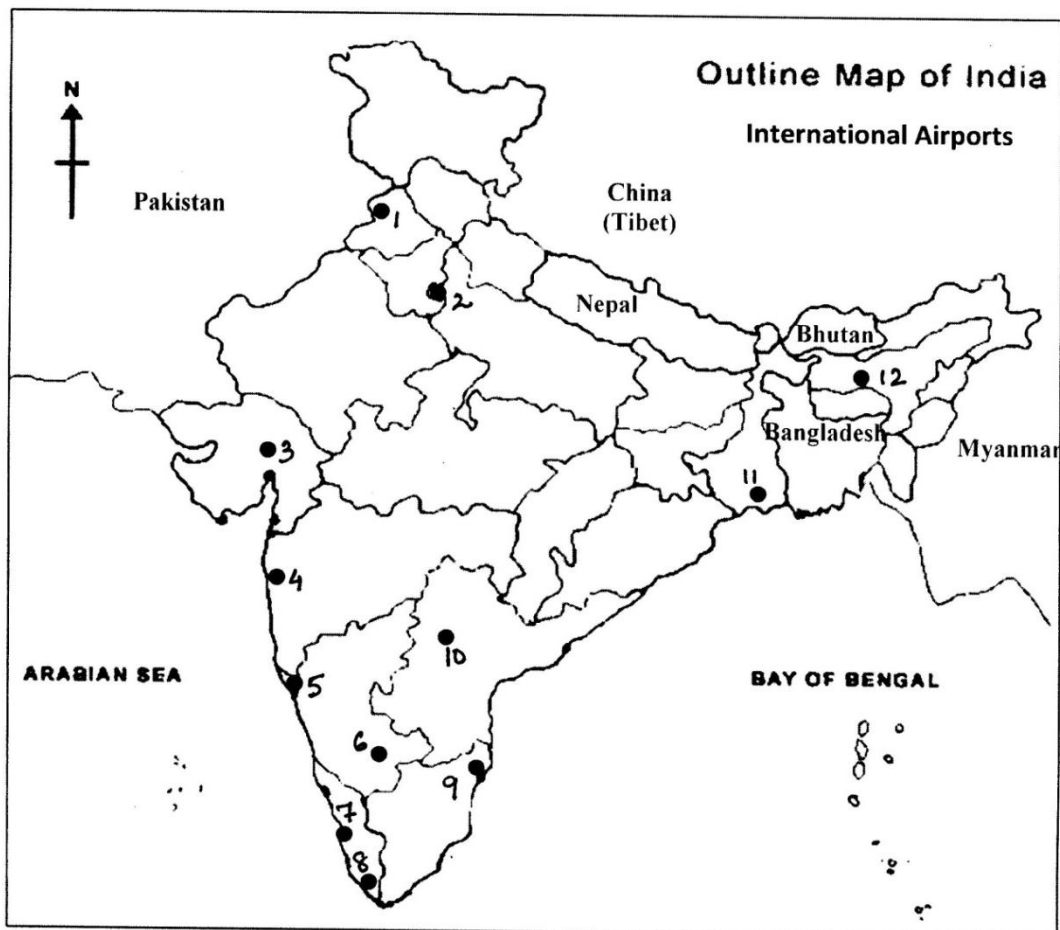 Outline Map of India
International Airports
N
Pakistan
China
(Tibet)
1
2
Nepal
Bhutan
12
3
Bangladesh
Myanmar
11
4
10
ARABIAN SEA
5
BAY OF BENGAL
6
9
7
8